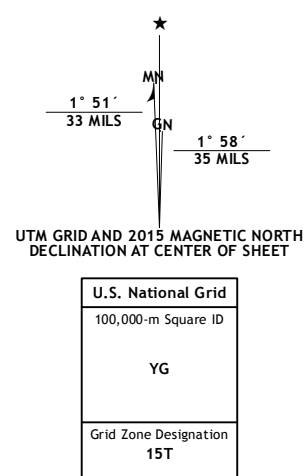 ★
MN
1° 51´
33 MILS
GN
1° 58´
35 MILS
UTM GRID AND 2015 MAGNETIC NORTH
DECLINATION AT CENTER OF SHEET
U.S. National Grid
100,000-m Square ID
YG
Grid Zone Designation
15T